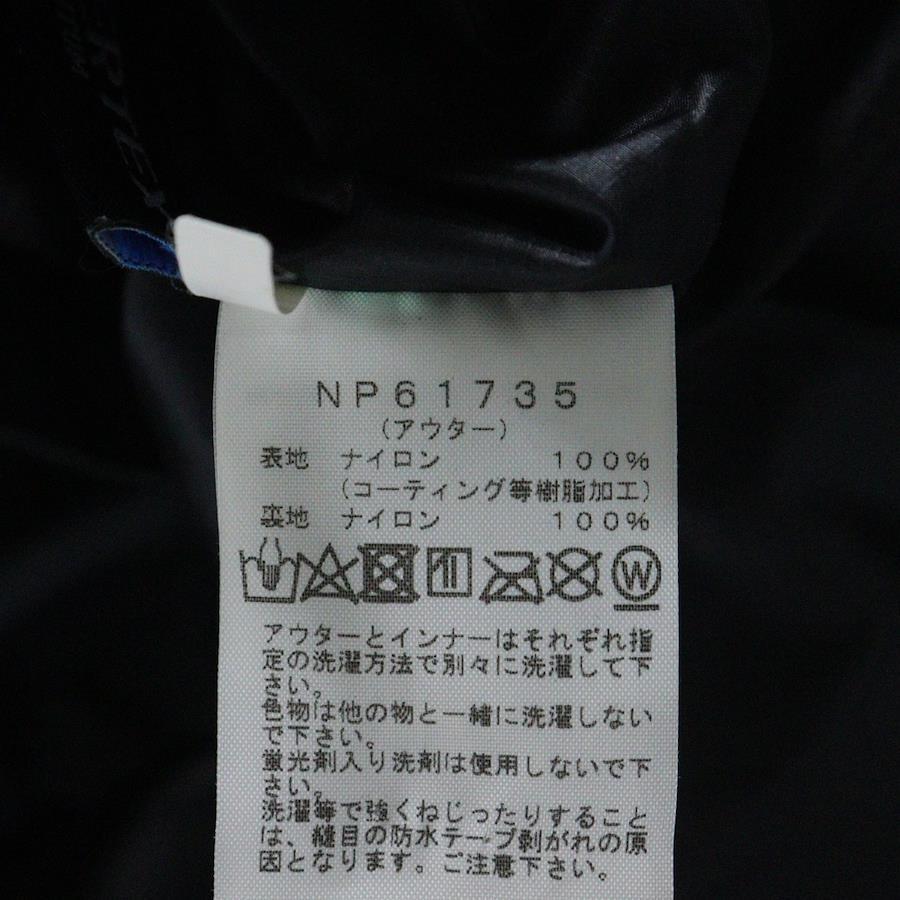 NP61735
(アウター)
表地 ナイロン 100%
(コーティング等樹脂加工)
裏地 ナイロン 100%
W
アウターとインナーはそれぞれ指
定の洗濯方法で別々に洗濯して下
さい。
色物は他の物と一緒に洗濯しない
で下さい。
蛍光剤入り洗剤は使用しないで下
さい。
洗濯等で強くねじったりすること
は、縫目の防水テープ剥がれの原
因となります。ご注意下さい。